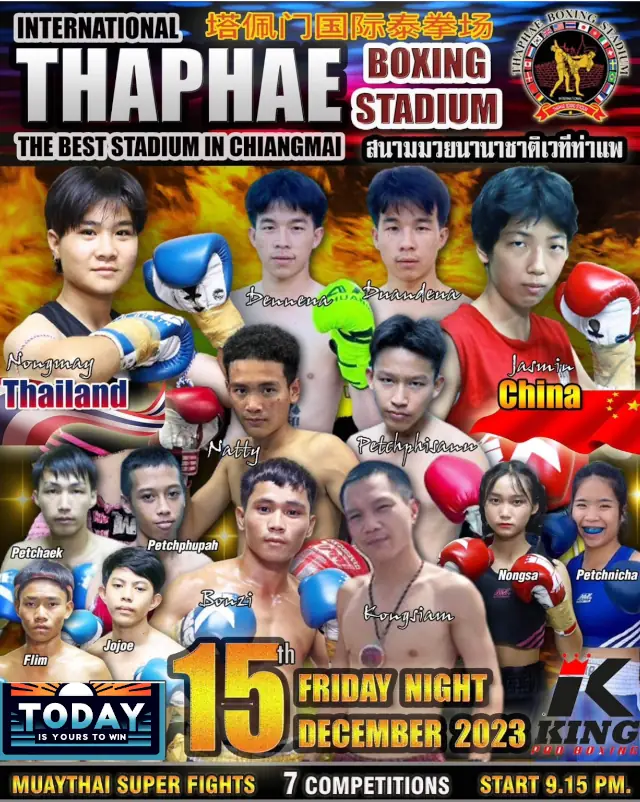 INTERNATIONAL
塔佩门国际泰拳场
THAPHAE
BOXING
STADIUM
THAPHAE BOXING STADIUM
THE BEST STADIUM IN CHIANGMAI
สนามมวยนานาชาติเวทีท่าแพ
Dennena
Duandena
Nongmay
Thailand
Jasmin
China
Natty
Petchphisanu
Petchaek
Petchphupah
Nongsa
Petchnicha
Flim
Jojoe
Bonzi
Kongsiam
TODAY
IS YOURS TO WIN
15th
FRIDAY NIGHT
DECEMBER 2023
K
KING
PRO BOXING
MUAYTHAI SUPER FIGHTS
7 COMPETITIONS
START 9.15 PM.